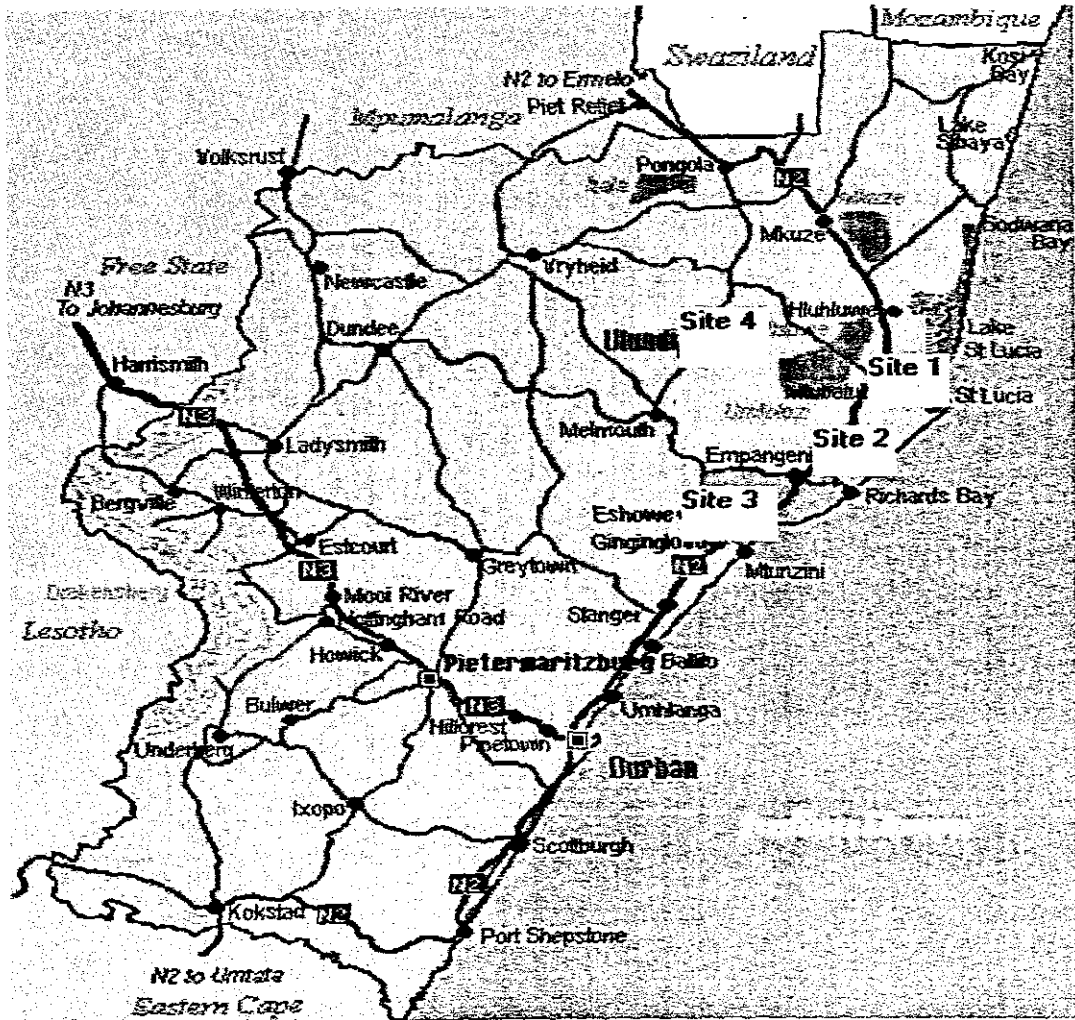 Mozambique
Swaziland
Kosi Bay
N2 to Ermelo
Piet Retief
Mpumalanga
Lake Sibaya
Volksrust
Pongola
N2
Mkuze
Sodwana Bay
Free State
Vryheid
Newcastle
N3
To Johannesburg
Hluhluwe
Site 4
Dundee
Ulundi
Lake St Lucia
Harrismith
Site 1
St Lucia
N3
Melmouth
Ladysmith
Site 2
Empangeni
Winterton
Bergville
Site 3
Richards Bay
Eshowe
Estcourt
Gingindlovu
Greytown
N3
N2
Mtunzini
Drakensberg
Mooi River
Stanger
Nottingham Road
Lesotho
Howick
Pietermaritzburg
Ballito
Bulwer
N3
Umhlanga
Hillcrest
Underberg
Pinetown
Durban
Ixopo
Scottburgh
N2
Kokstad
N2
Port Shepstone
N2 to Umtata
Eastern Cape